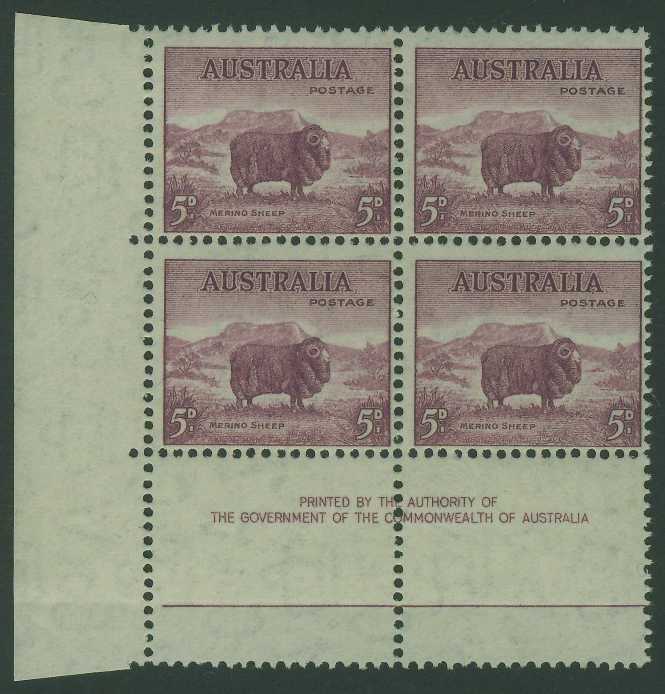 AUSTRALIA
POSTAGE
5D
MERINO SHEEP
5D
AUSTRALIA
POSTAGE
5D
MERINO SHEEP
5D
AUSTRALIA
POSTAGE
5D
MERINO SHEEP
5D
AUSTRALIA
POSTAGE
5D
MERINO SHEEP
5D
PRINTED BY THE AUTHORITY OF
THE GOVERNMENT OF THE COMMONWEALTH OF AUSTRALIA